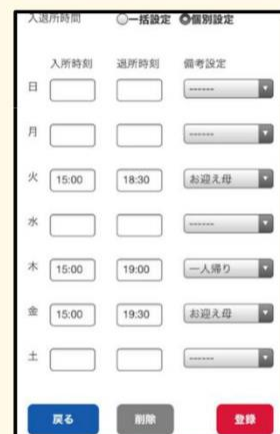 入退所時間 一括設定 個別設定
入所時刻 退所時刻 備考設定
日 ------
月 ------
火 15:00 18:30 お迎え母
水 ------
木 15:00 19:00 一人帰り
金 15:00 19:30 お迎え母
土 ------
戻る 削除 登録